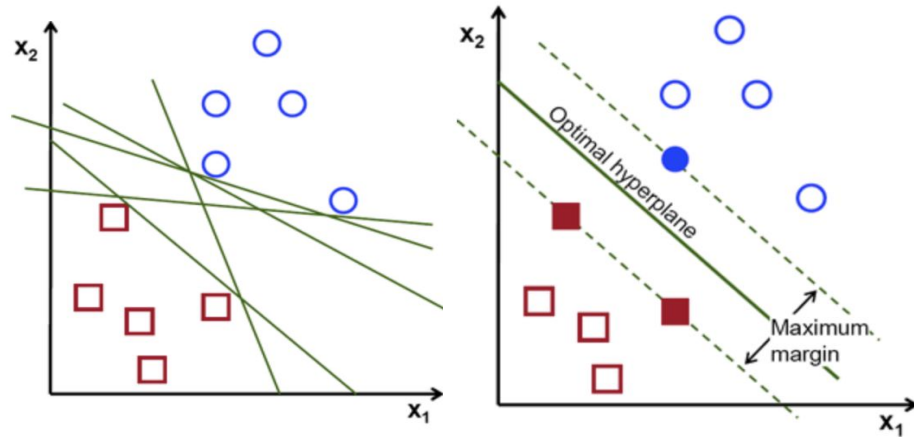 x₂
x₁
x₂
Optimal hyperplane
Maximum
margin
x₁